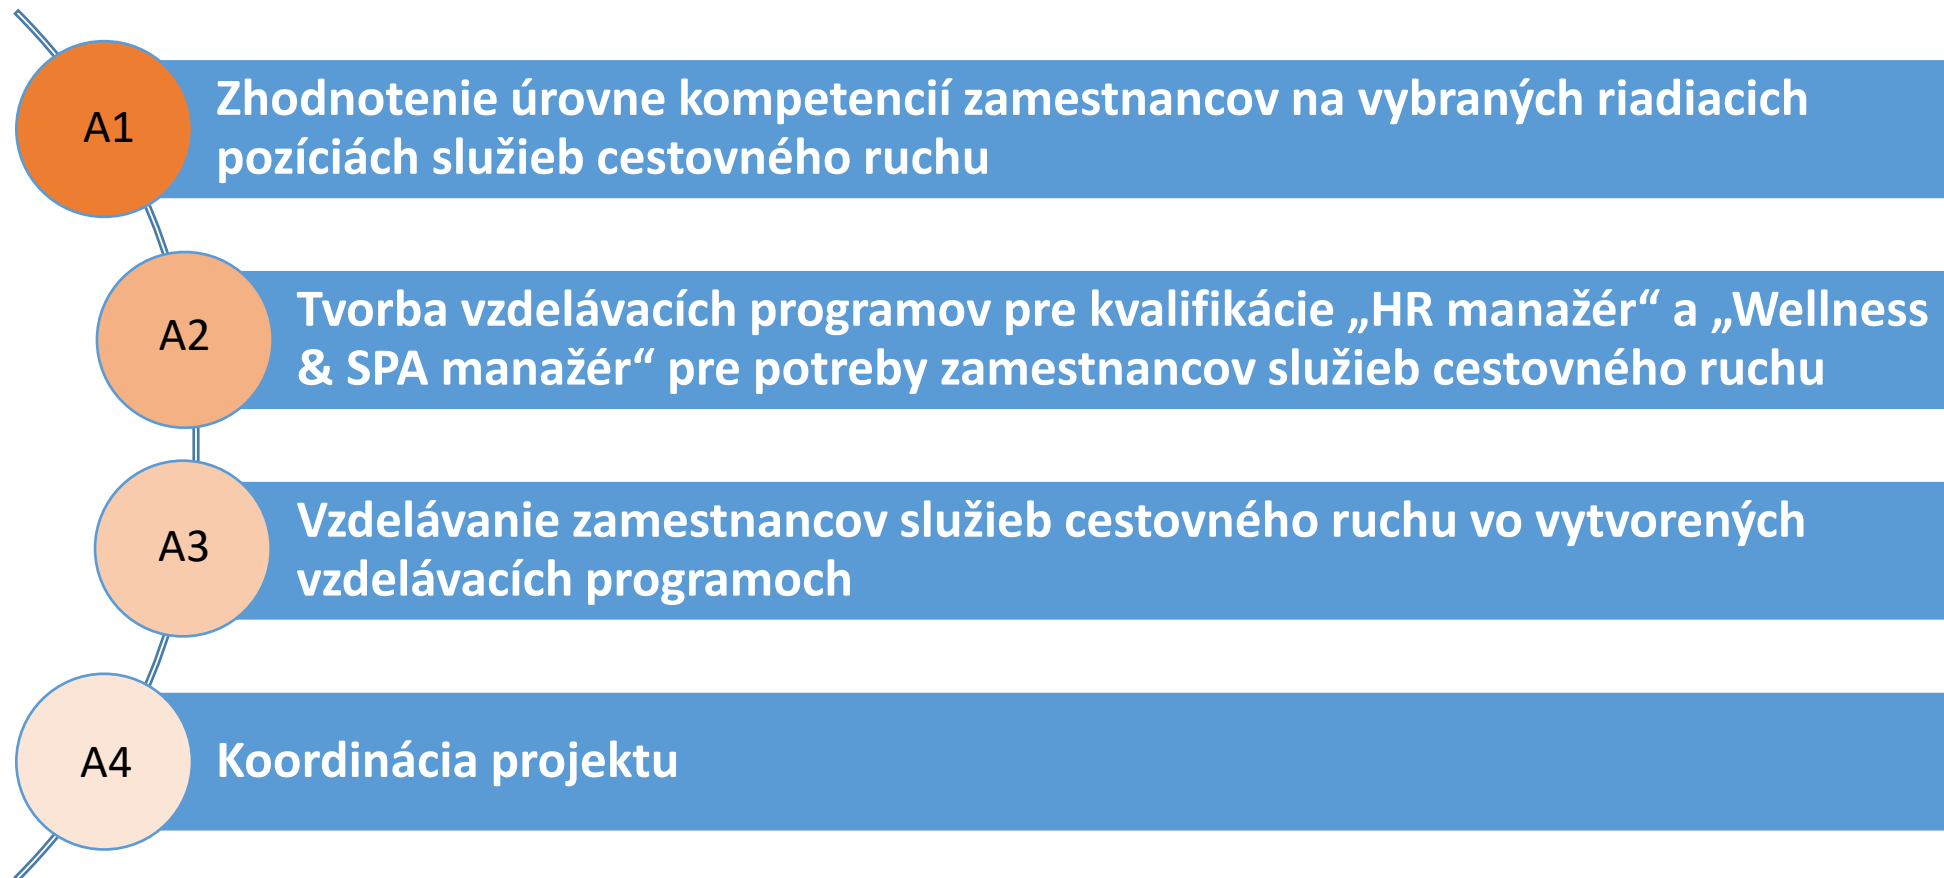 A1
Zhodnotenie úrovne kompetencií zamestnancov na vybraných riadiacich
pozíciách služieb cestovného ruchu
A2
Tvorba vzdelávacích programov pre kvalifikácie „HR manažér“ a „Wellness
& SPA manažér“ pre potreby zamestnancov služieb cestovného ruchu
A3
Vzdelávanie zamestnancov služieb cestovného ruchu vo vytvorených
vzdelávacích programoch
A4
Koordinácia projektu